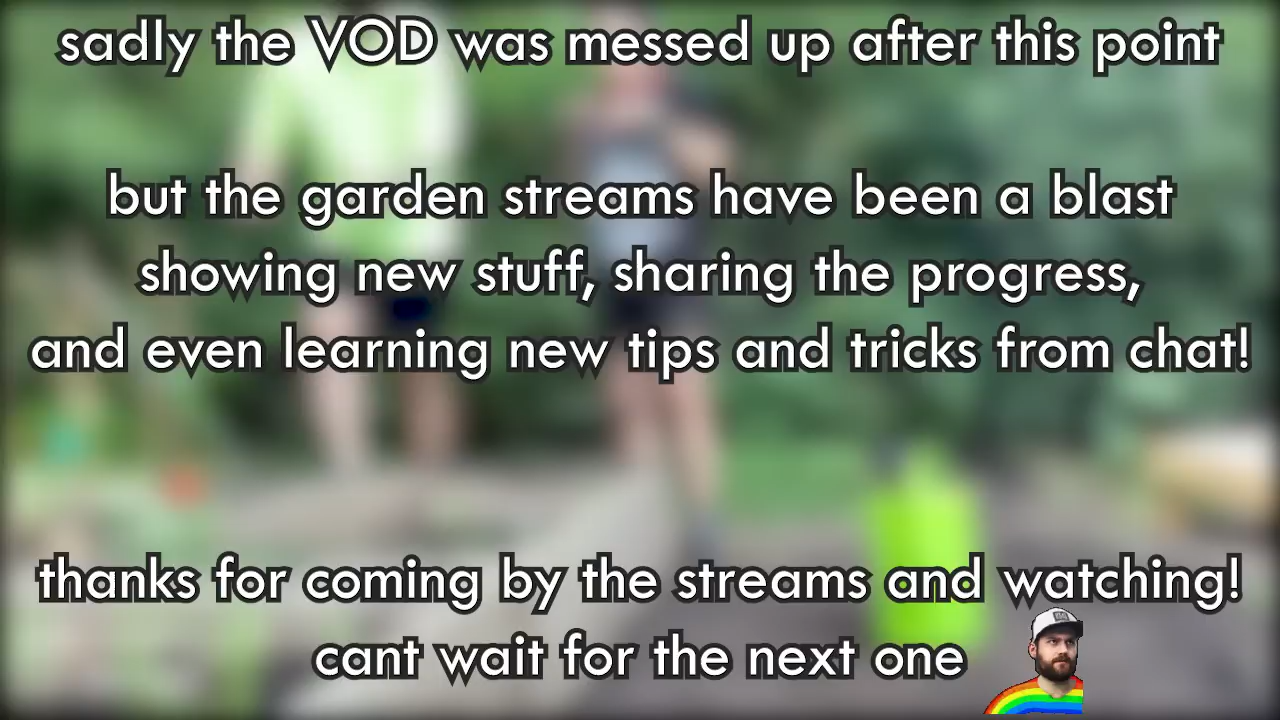 sadly the VOD was messed up after this point
but the garden streams have been a blast
showing new stuff, sharing the progress,
and even learning new tips and tricks from chat!
thanks for coming by the streams and watching!
cant wait for the next one